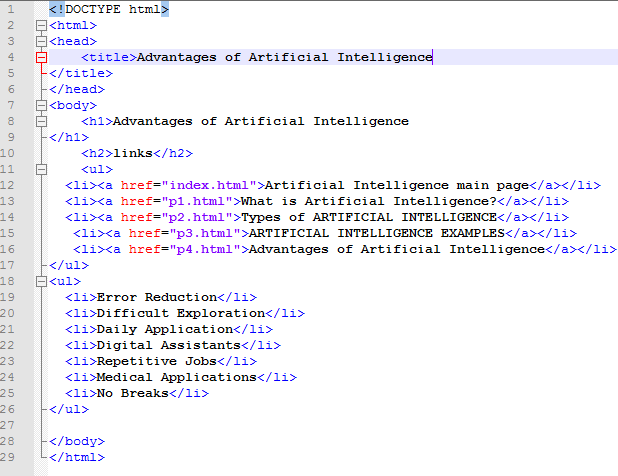 1 <!DOCTYPE html>
2 <html>
3 <head>
4 <title>Advantages of Artificial Intelligence
5 </title>
6 </head>
7 <body>
8 <h1>Advantages of Artificial Intelligence
9 </h1>
10 <h2>links</h2>
11 <ul>
12 <li><a href="index.html">Artificial Intelligence main page</a></li>
13 <li><a href="p1.html">What is Artificial Intelligence?</a></li>
14 <li><a href="p2.html">Types of ARTIFICIAL INTELLIGENCE</a></li>
15 <li><a href="p3.html">ARTIFICIAL INTELLIGENCE EXAMPLES</a></li>
16 <li><a href="p4.html">Advantages of Artificial Intelligence</a></li>
17 </ul>
18 <ul>
19 <li>Error Reduction</li>
20 <li>Difficult Exploration</li>
21 <li>Daily Application</li>
22 <li>Digital Assistants</li>
23 <li>Repetitive Jobs</li>
24 <li>Medical Applications</li>
25 <li>No Breaks</li>
26 </ul>
27
28 </body>
29 </html>